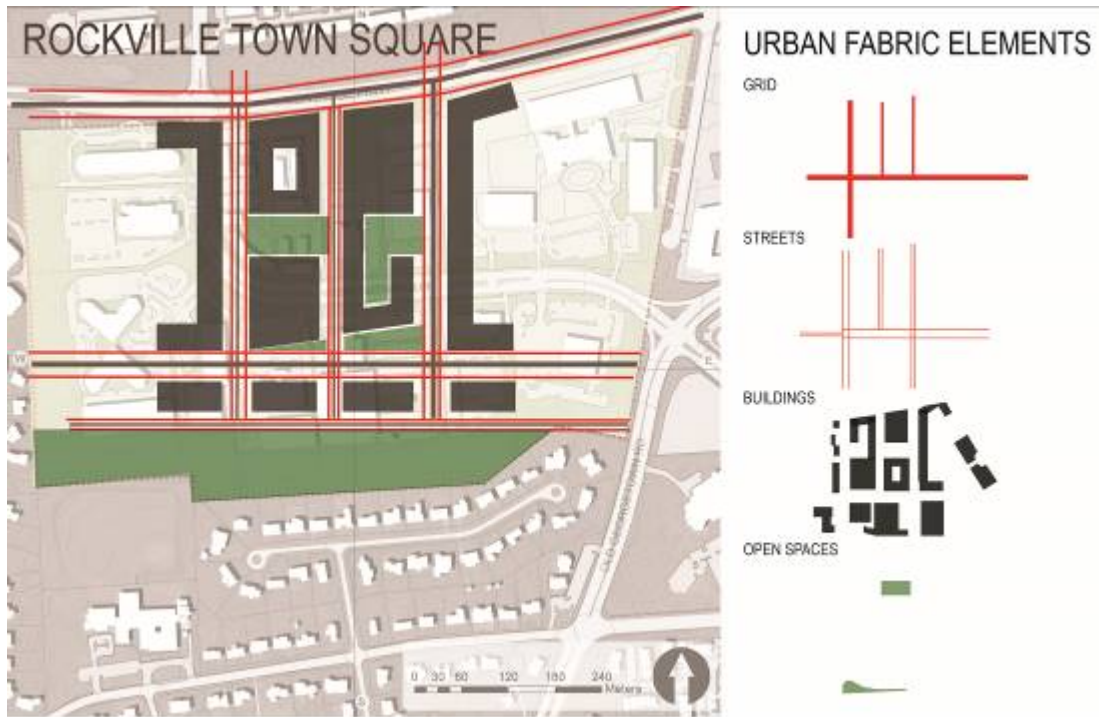 ROCKVILLE TOWN SQUARE
URBAN FABRIC ELEMENTS
GRID
STREETS
BUILDINGS
OPEN SPACES
N
W
E
S
0 30 60 120 180 240
Meters